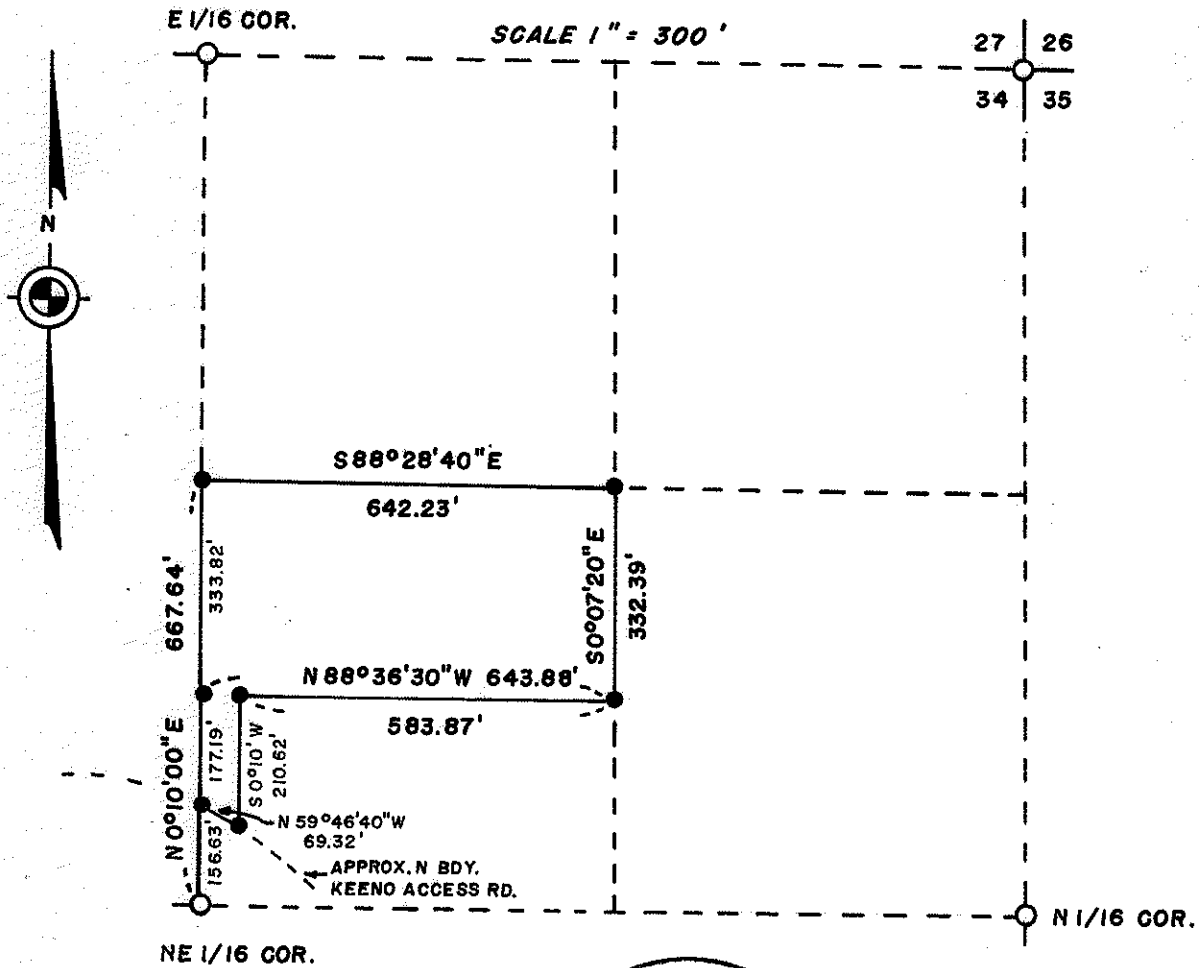 E 1/16 COR.
SCALE 1" = 300'
27 26
34 35
N
S88°28'40"E
642.23'
667.64'
333.82'
S0°07'20"E
332.39'
N88°36'30"W 643.88'
583.87'
N0°10'00"E
177.19'
S0°10'W
210.62'
N59°46'40"W
69.32'
156.63'
APPROX. N BDY.
KEENO ACCESS RD.
N 1/16 COR.
NE 1/16 COR.